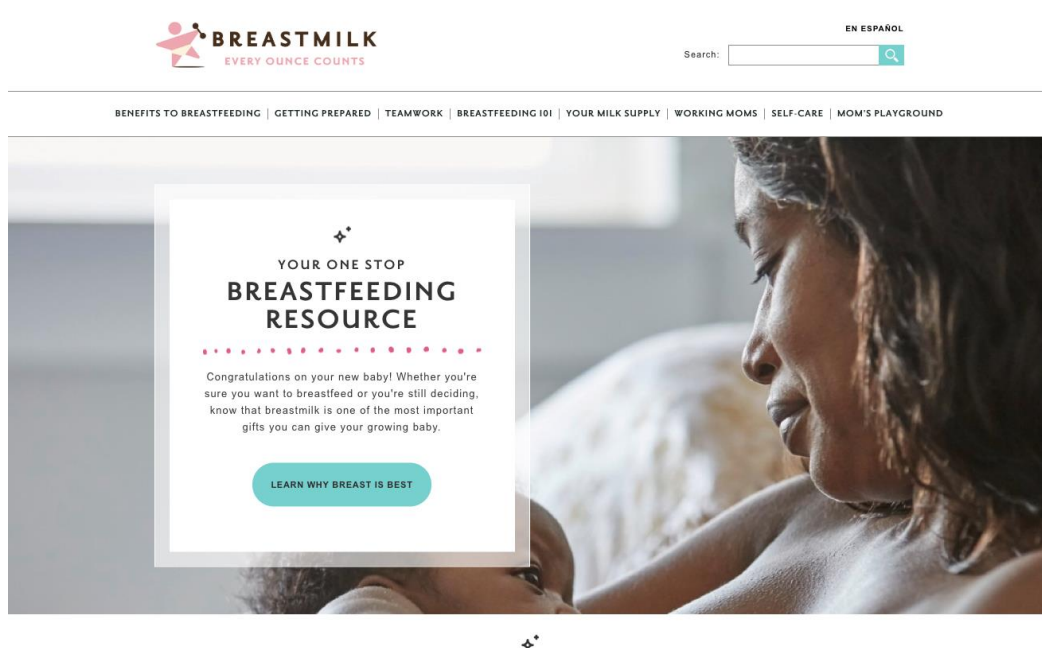 BREASTMILK
EVERY OUNCE COUNTS
EN ESPAÑOL
Search:
BENEFITS TO BREASTFEEDING | GETTING PREPARED | TEAMWORK | BREASTFEEDING 101 | YOUR MILK SUPPLY | WORKING MOMS | SELF-CARE | MOM'S PLAYGROUND
YOUR ONE STOP
BREASTFEEDING
RESOURCE
Congratulations on your new baby! Whether you're
sure you want to breastfeed or you're still deciding,
know that breastmilk is one of the most important
gifts you can give your growing baby.
LEARN WHY BREAST IS BEST